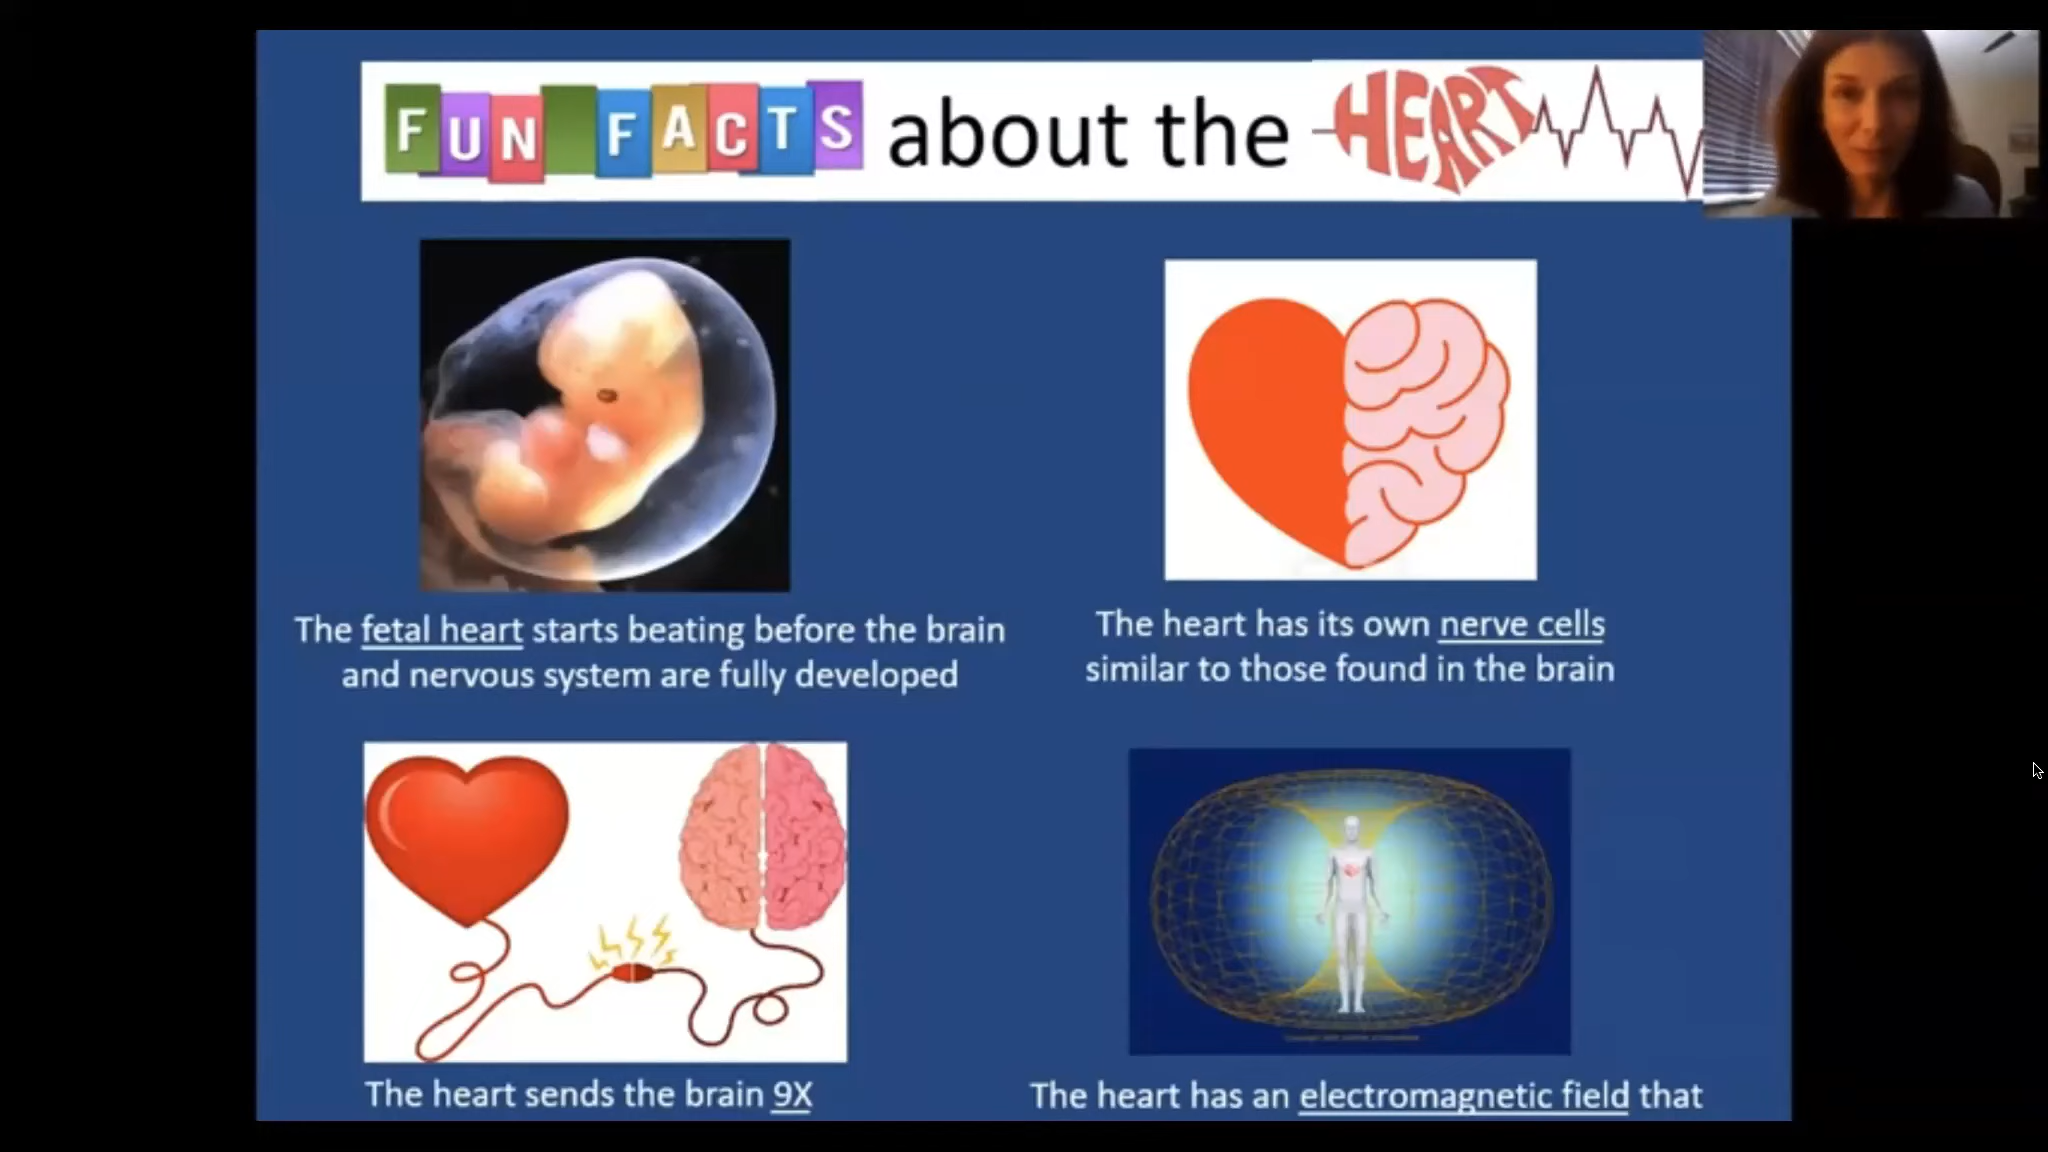 FUN FACTS about the HEART
The fetal heart starts beating before the brain
and nervous system are fully developed
The heart has its own nerve cells
similar to those found in the brain
The heart sends the brain 9X
The heart has an electromagnetic field that